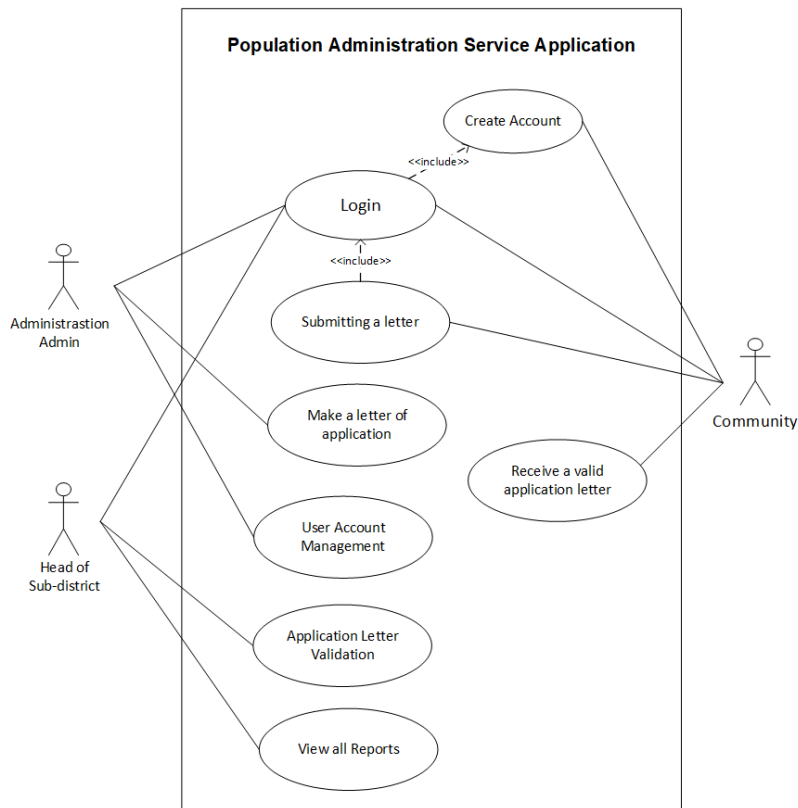 Population Administration Service Application
Create Account
<<include>>
Login
<<include>>
Submitting a letter
Administrastion
Admin
Make a letter of
application
Community
Receive a valid
application letter
User Account
Management
Head of
Sub-district
Application Letter
Validation
View all Reports